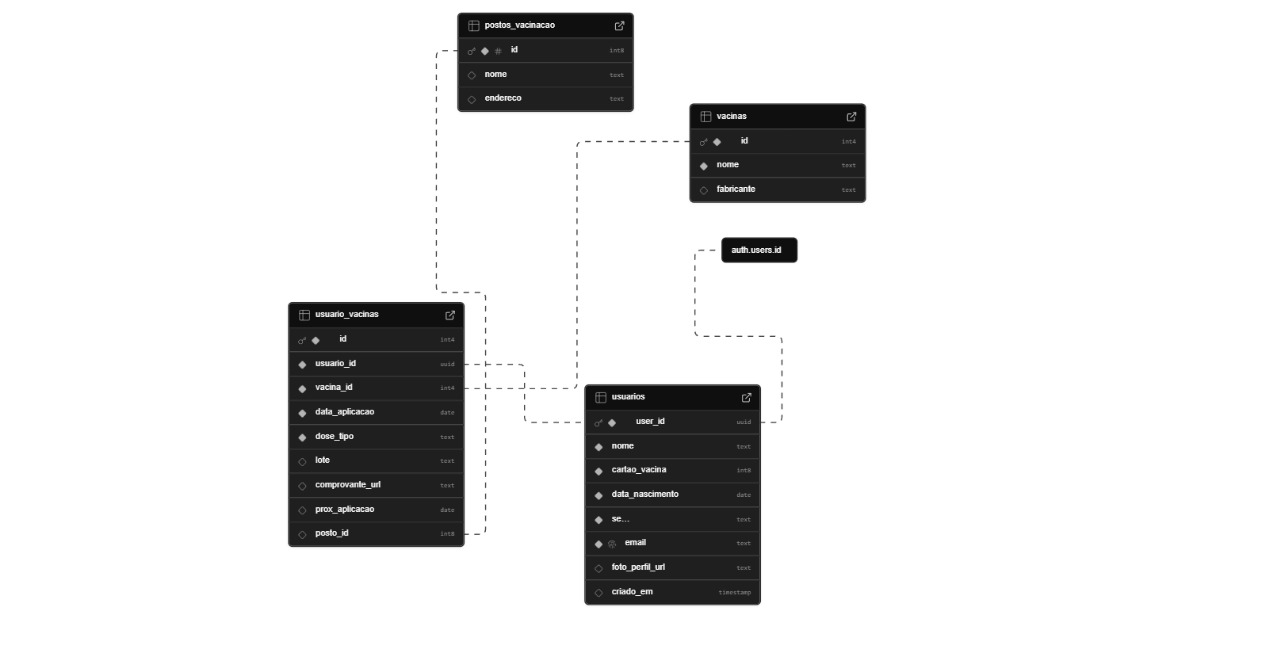 postos_vacinacao
id int8
nome text
endereco text
vacinas
id int4
nome text
fabricante text
auth.users.id
usuario_vacinas
id int4
usuario_id uuid
vacina_id int4
data_aplicacao date
dose_tipo text
lote text
comprovante_url text
prox_aplicacao date
posto_id int8
usuarios
user_id uuid
nome text
cartao_vacina int8
data_nascimento date
se... text
email text
foto_perfil_url text
criado_em timestamp